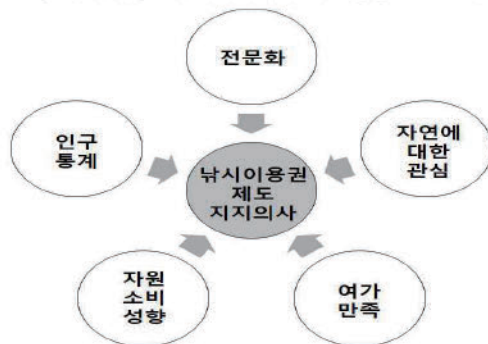 전문화
인구
통계
자연에
대한
관심
낚시이용권
제도
지지의사
자원
소비
성향
여가
만족